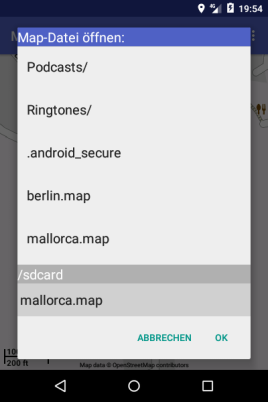 19:54
Map-Datei öffnen:
Podcasts/
Ringtones/
.android_secure
berlin.map
mallorca.map
/sdcard
mallorca.map
ABBRECHEN OK
200 ft
Map data © OpenStreetMap contributors